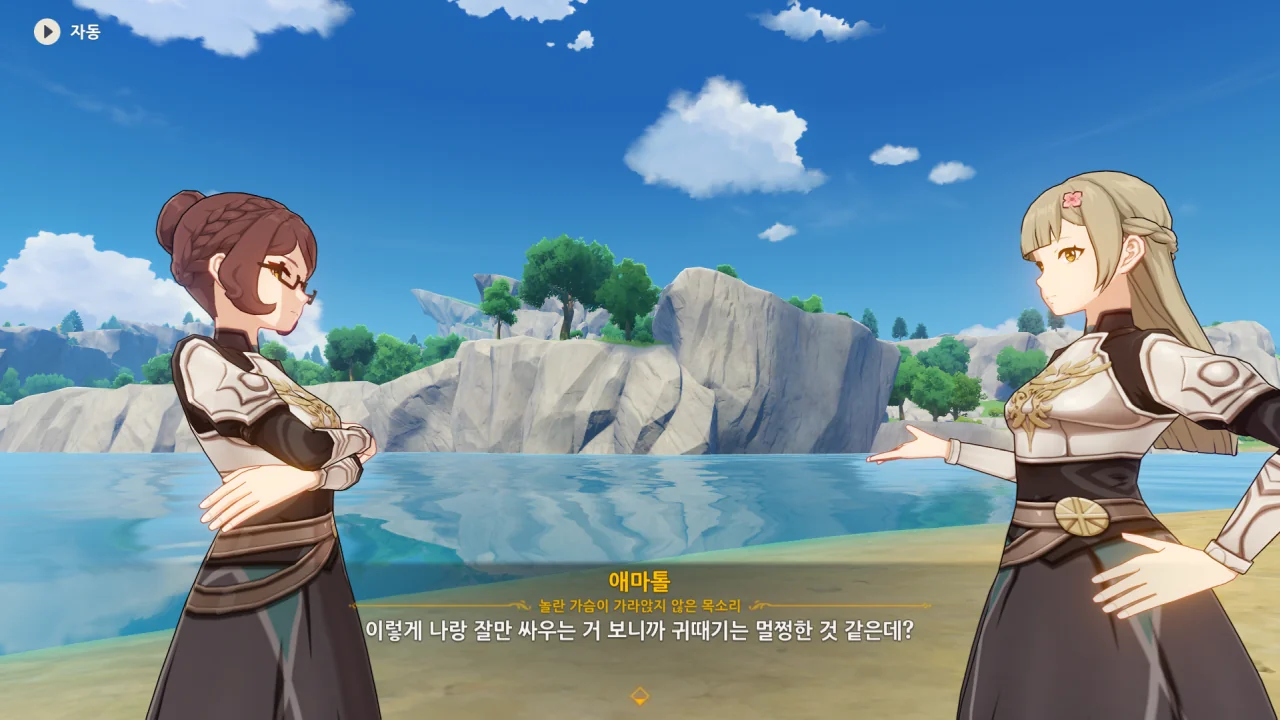 자동
애마톨
놀란 가슴이 가라앉지 않은 목소리
이렇게 나랑 잘만 싸우는 거 보니까 귀때기는 멀쩡한 것 같은데?